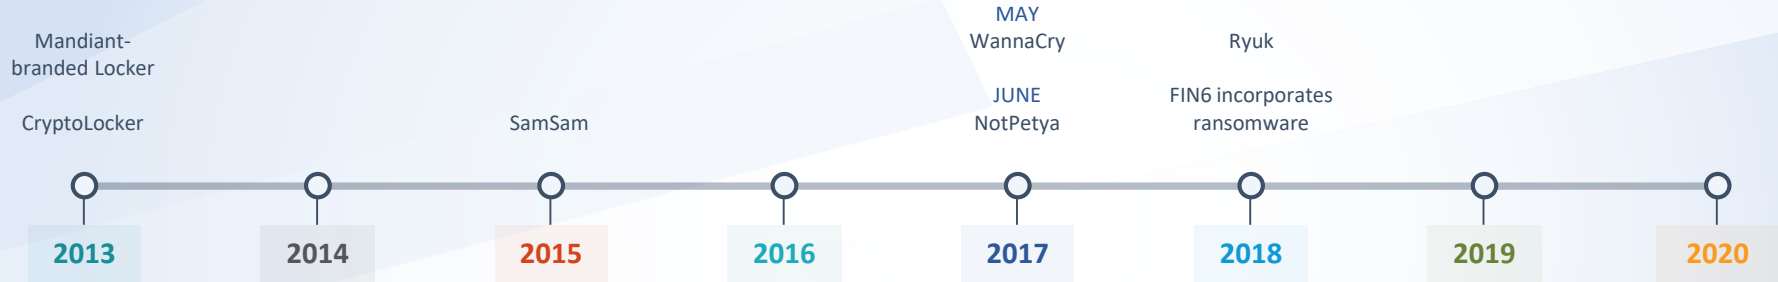 Mandiant-
branded Locker
CryptoLocker
SamSam
MAY
WannaCry
JUNE
NotPetya
Ryuk
FIN6 incorporates
ransomware
2013
2014
2015
2016
2017
2018
2019
2020